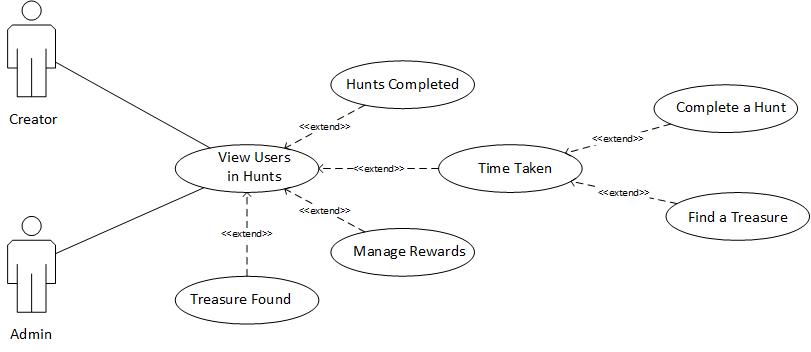 Creator
Hunts Completed
<<extend>>
Complete a Hunt
<<extend>>
View Users
in Hunts
<<extend>>
Time Taken
<<extend>>
Find a Treasure
<<extend>>
<<extend>>
Manage Rewards
Treasure Found
Admin